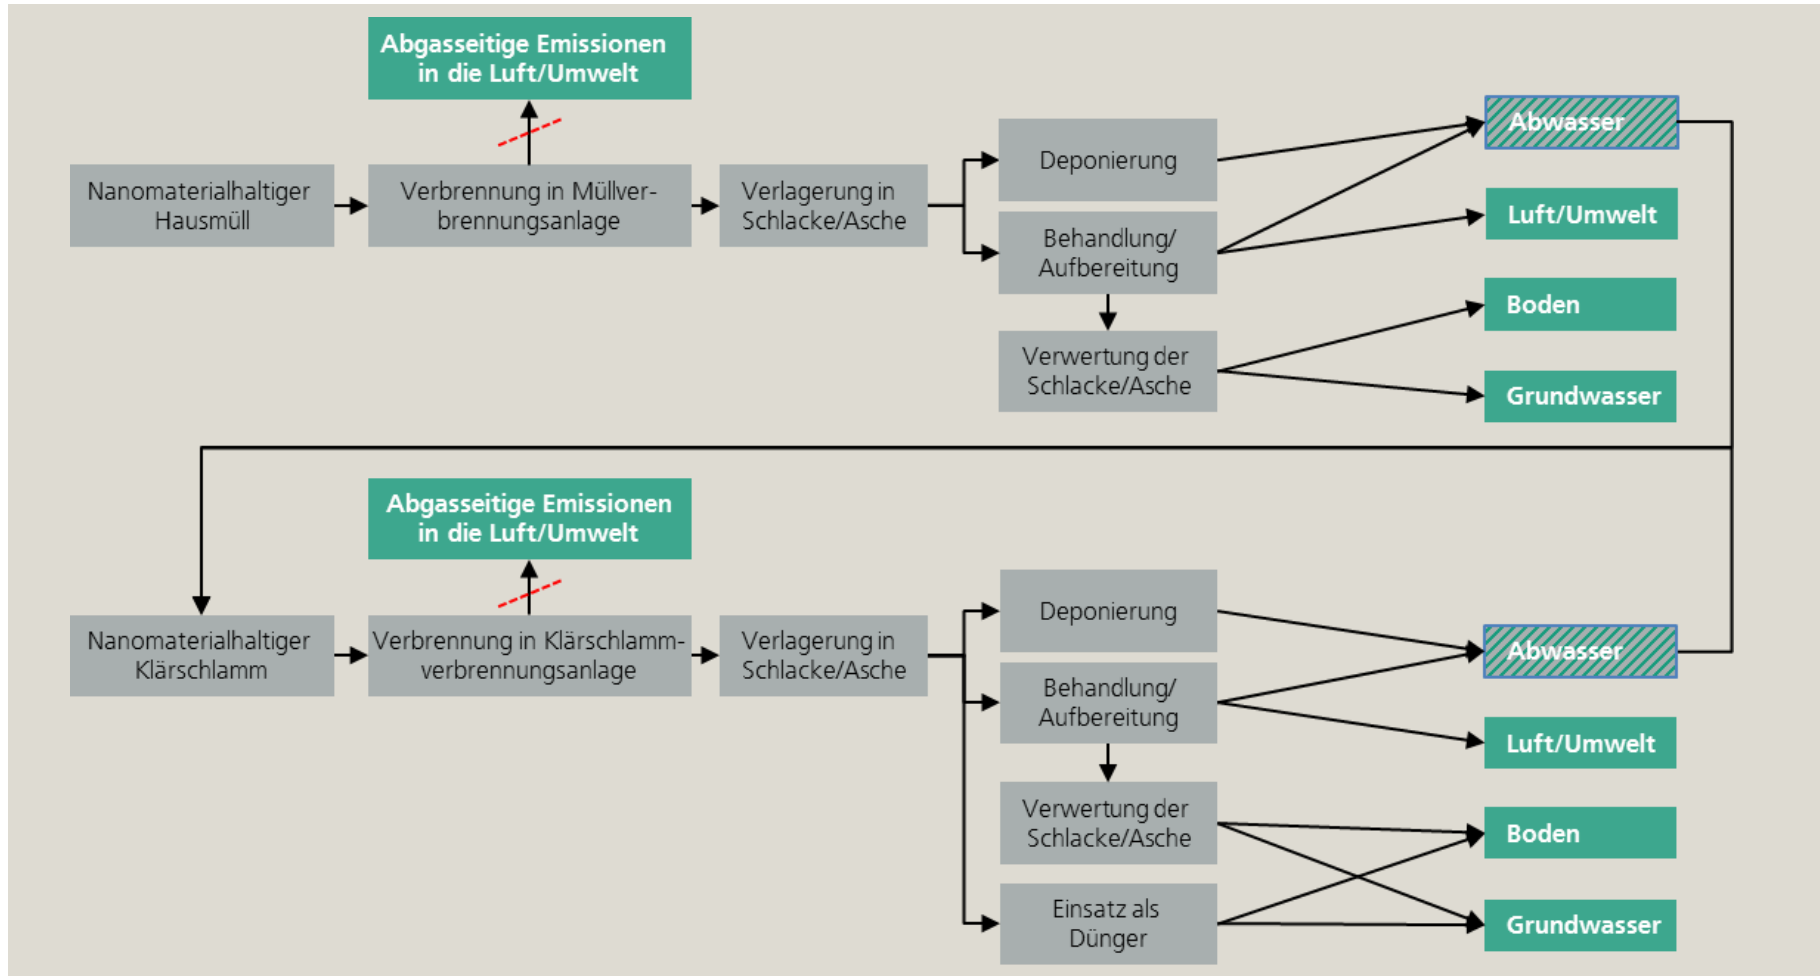 Abgasseitige Emissionen
in die Luft/Umwelt
Nanomaterialhaltiger
Hausmüll
Verbrennung in Müllver-
brennungsanlage
Verlagerung in
Schlacke/Asche
Deponierung
Behandlung/
Aufbereitung
Verwertung der
Schlacke/Asche
Abwasser
Luft/Umwelt
Boden
Grundwasser
Abgasseitige Emissionen
in die Luft/Umwelt
Nanomaterialhaltiger
Klärschlamm
Verbrennung in Klärschlamm-
verbrennungsanlage
Verlagerung in
Schlacke/Asche
Deponierung
Behandlung/
Aufbereitung
Verwertung der
Schlacke/Asche
Einsatz als
Dünger
Abwasser
Luft/Umwelt
Boden
Grundwasser